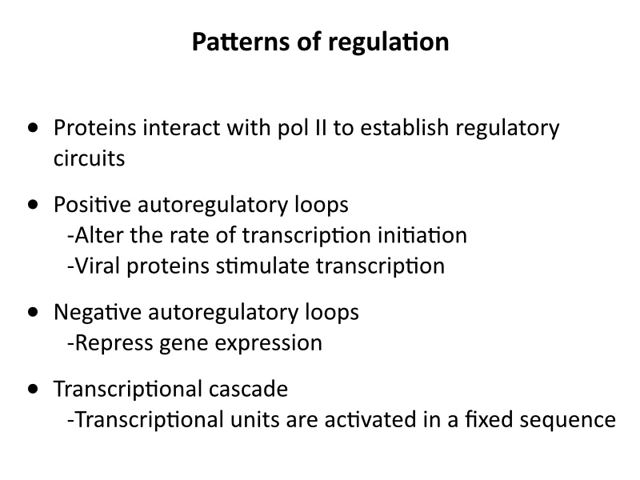 Patterns of regulation
• Proteins interact with pol II to establish regulatory
circuits
• Positive autoregulatory loops
-Alter the rate of transcription initiation
-Viral proteins stimulate transcription
• Negative autoregulatory loops
-Repress gene expression
• Transcriptional cascade
-Transcriptional units are activated in a fixed sequence